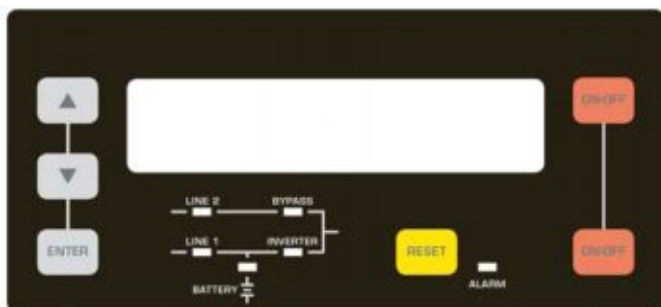 ON/OFF
LINE 2 BYPASS
ENTER
LINE 1 INVERTER
RESET
ON/OFF
BATTERY
ALARM